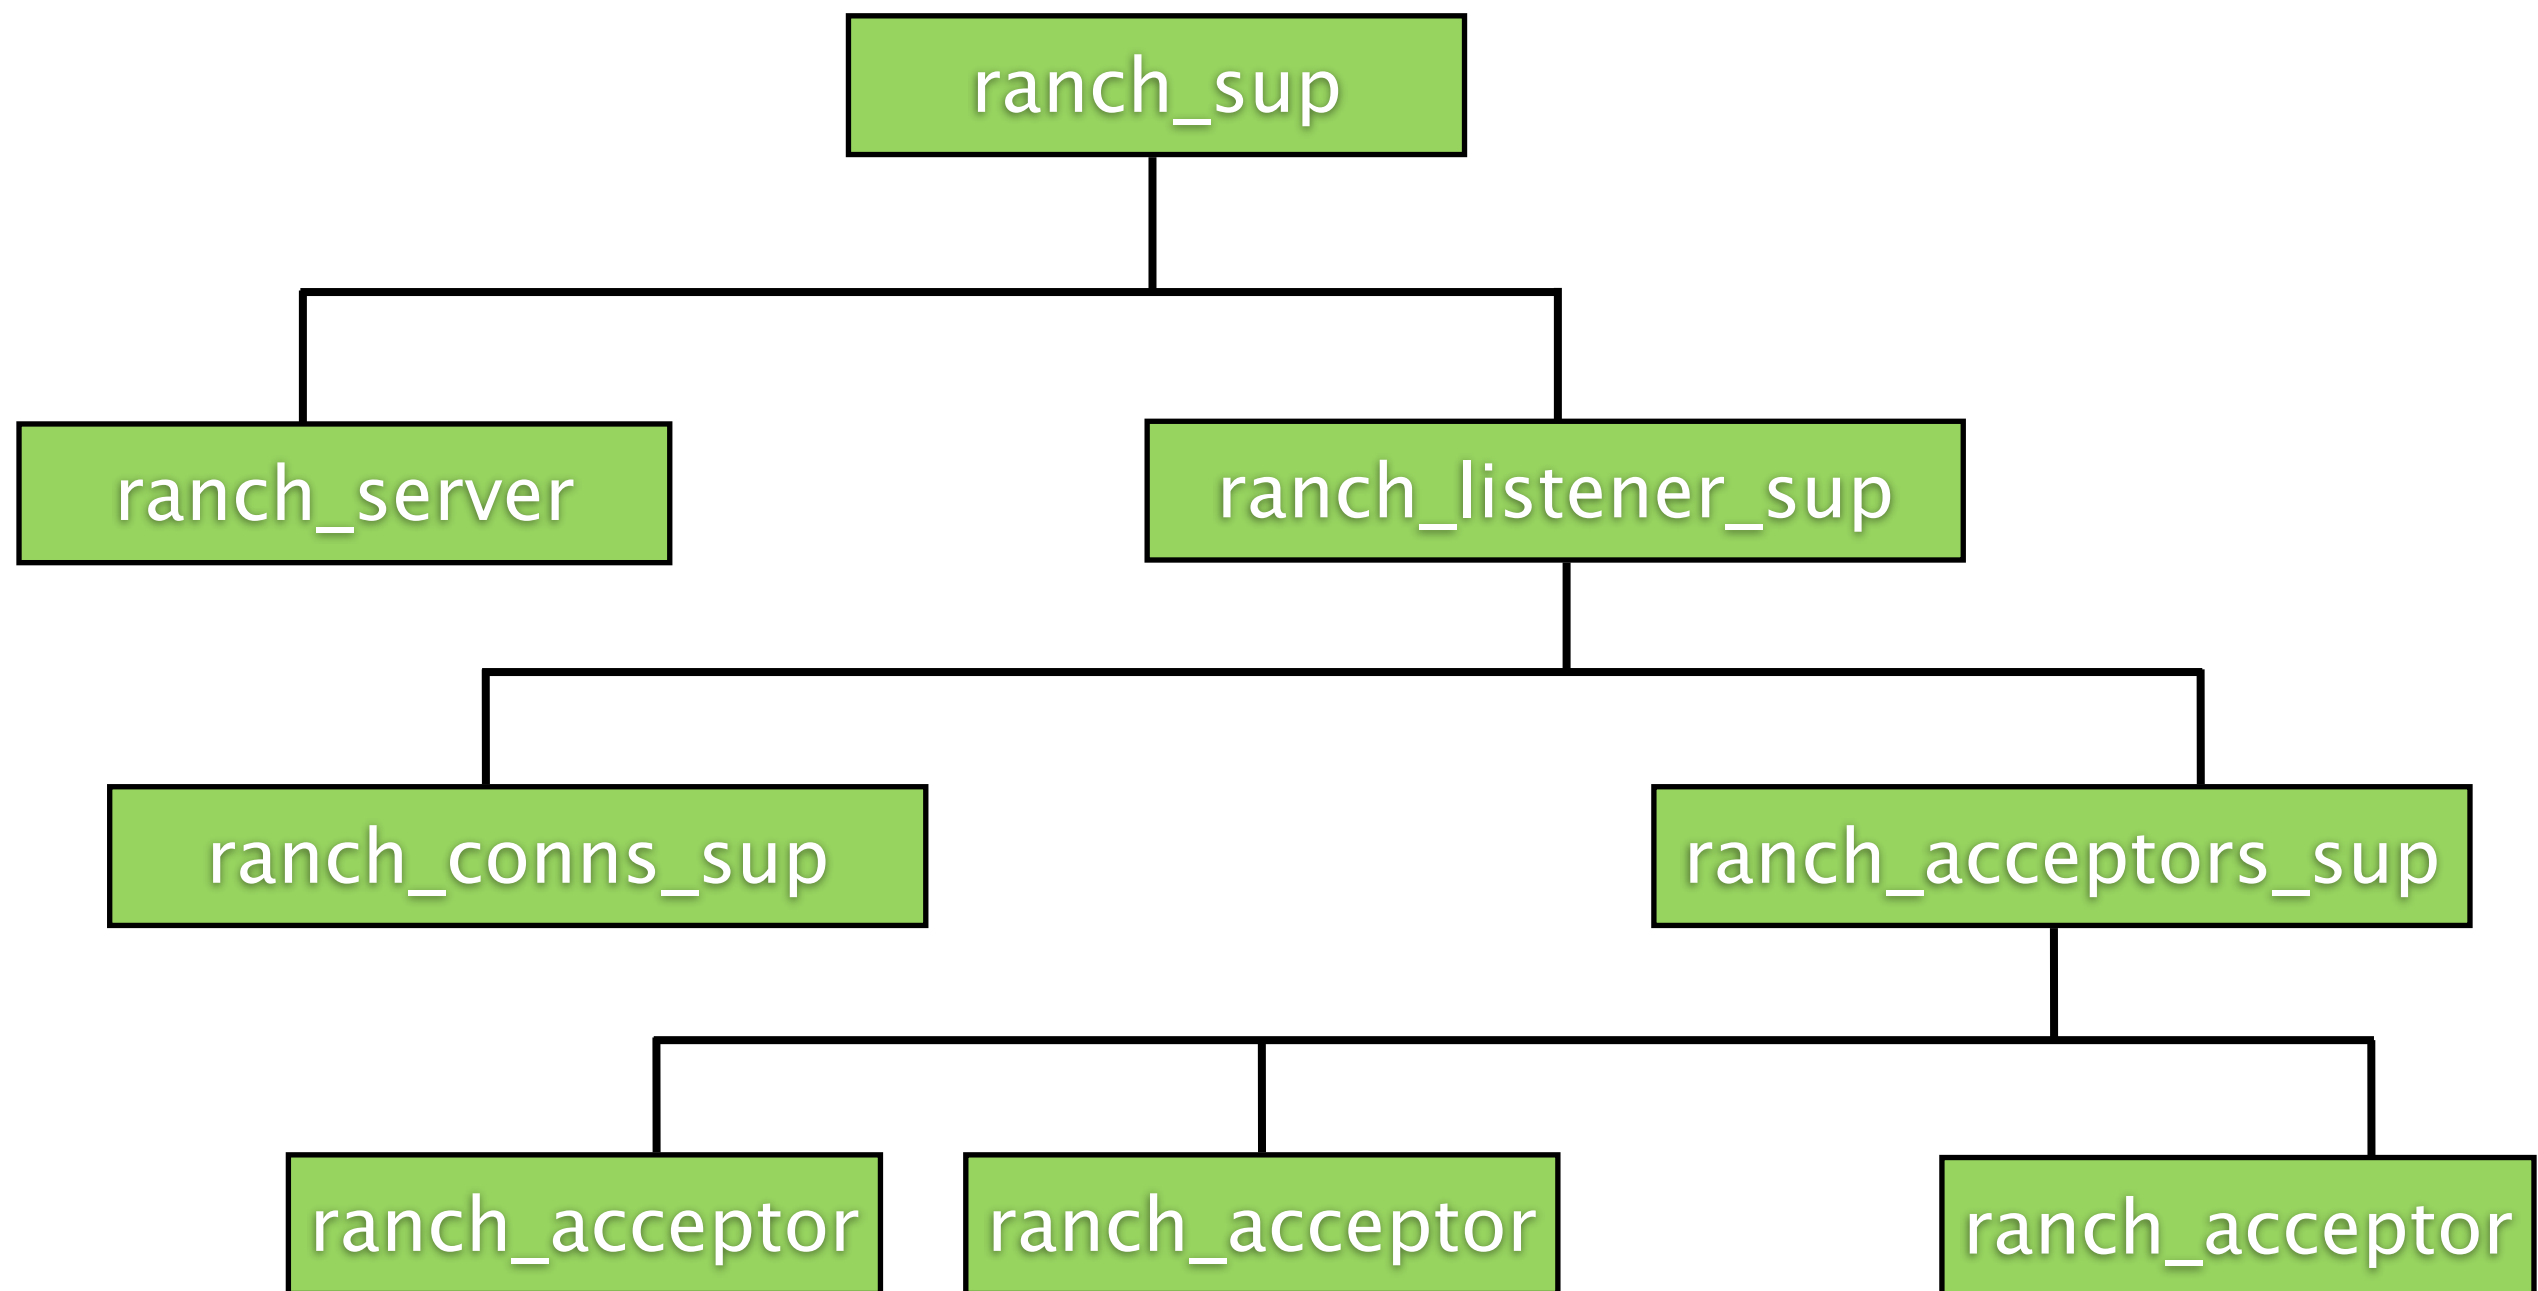 ranch_sup
ranch_server
ranch_listener_sup
ranch_conns_sup
ranch_acceptors_sup
ranch_acceptor
ranch_acceptor
ranch_acceptor